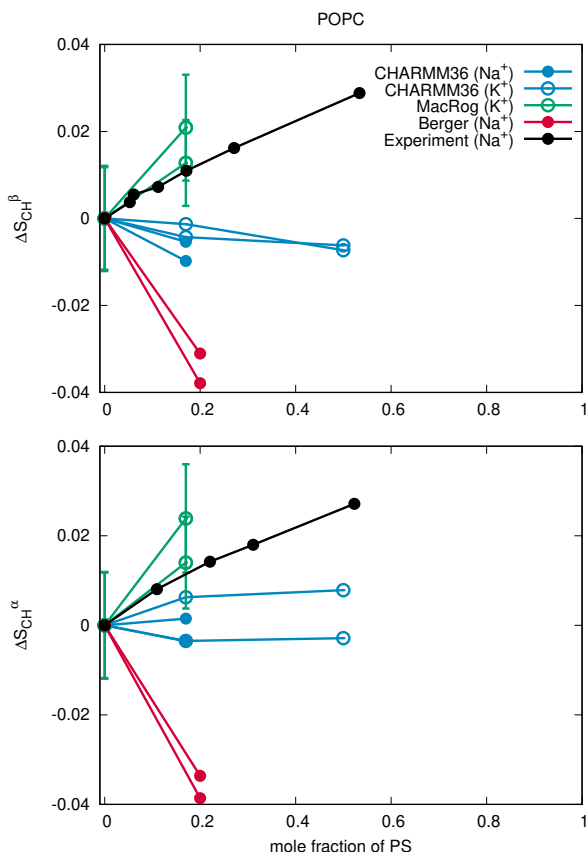 POPC
0.04
0.02
0
-0.02
-0.04
ΔS_CH^β
CHARMM36 (Na⁺)
CHARMM36 (K⁺)
MacRog (K⁺)
Berger (Na⁺)
Experiment (Na⁺)
0 0.2 0.4 0.6 0.8 1
0.04
0.02
0
-0.02
-0.04
ΔS_CH^α
0 0.2 0.4 0.6 0.8 1
mole fraction of PS